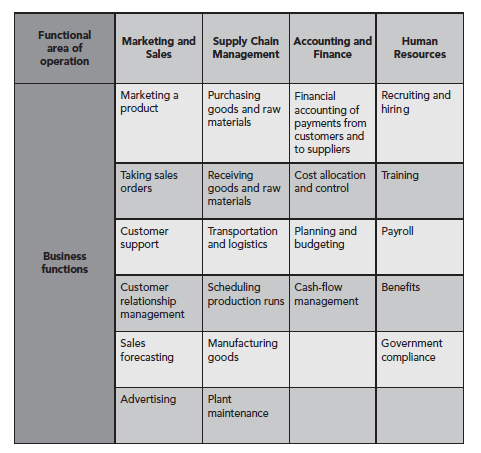 Functional
area of
operation
Marketing and
Sales
Supply Chain
Management
Accounting and
Finance
Human
Resources
Business
functions
Marketing a
product
Purchasing
goods and raw
materials
Financial
accounting of
payments from
customers and
to suppliers
Recruiting and
hiring
Taking sales
orders
Receiving
goods and raw
materials
Cost allocation
and control
Training
Customer
support
Transportation
and logistics
Planning and
budgeting
Payroll
Customer
relationship
management
Scheduling
production runs
Cash-flow
management
Benefits
Sales
forecasting
Manufacturing
goods
Government
compliance
Advertising
Plant
maintenance